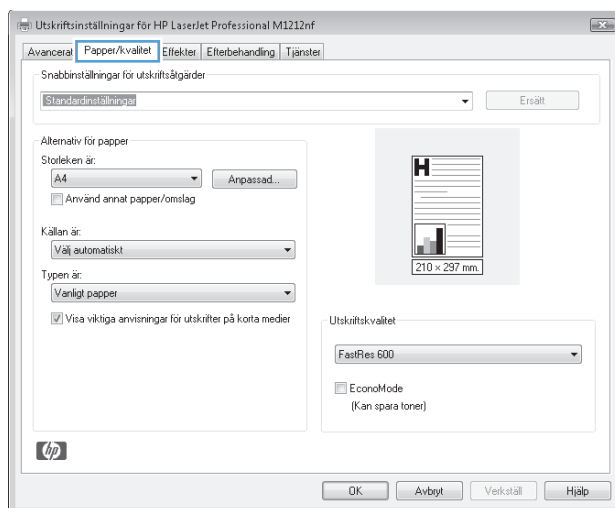 Utskriftsinställningar för HP LaserJet Professional M1212nf
Avancerat Papper/kvalitet Effekter Efterbehandling Tjänster
Snabbinställningar för utskriftsåtgärder
Standardinställningar
Ersätt
Alternativ för papper
Storleken är:
A4
Anpassad...
Använd annat papper/omslag
Källan är:
Välj automatiskt
Typen är:
Vanligt papper
Visa viktiga anvisningar för utskrifter på korta medier
H
210 × 297 mm.
Utskriftskvalitet
FastRes 600
EconoMode
(Kan spara toner)
hp
OK Avbryt Verkställ Hjälp